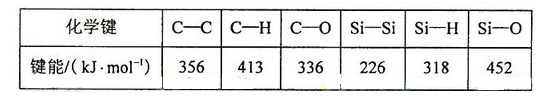 化学键 C—C C—H C—O Si—Si Si—H Si—O
键能/(kJ·mol⁻¹) 356 413 336 226 318 452